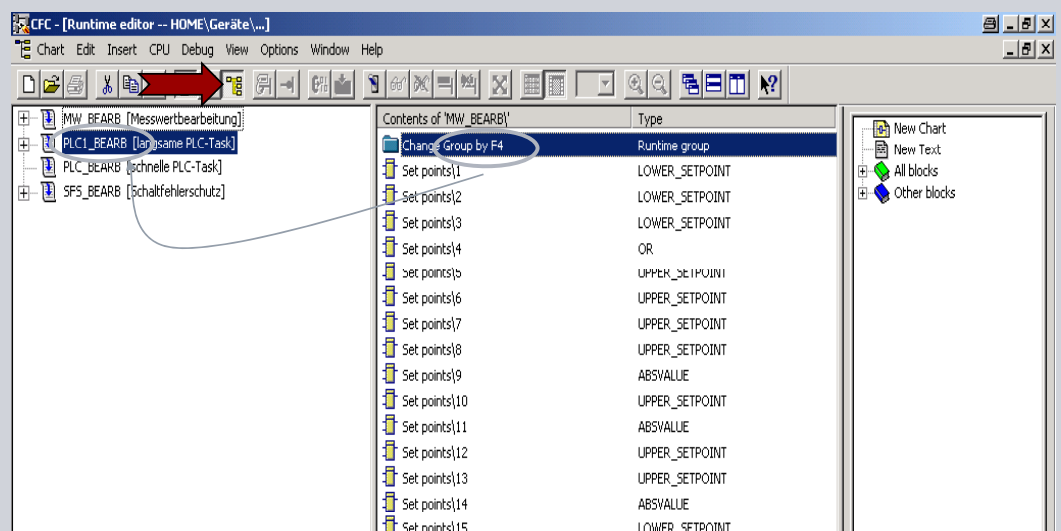 CFC - [Runtime editor -- HOME\Geräte\...]
Chart Edit Insert CPU Debug View Options Window Help
MW_BEARB [Messwertbearbeitung]
PLC1_BEARB [langsame PLC-Task]
PLC_BEARB [schnelle PLC-Task]
SFS_BEARB [Schaltfehlerschutz]
Contents of 'MW_BEARB\' Type
Change Group by F4 Runtime group
Set points\1 LOWER_SETPOINT
Set points\2 LOWER_SETPOINT
Set points\3 LOWER_SETPOINT
Set points\4 OR
Set points\5 UPPER_SETPOINT
Set points\6 UPPER_SETPOINT
Set points\7 UPPER_SETPOINT
Set points\8 UPPER_SETPOINT
Set points\9 ABSVALUE
Set points\10 UPPER_SETPOINT
Set points\11 ABSVALUE
Set points\12 UPPER_SETPOINT
Set points\13 UPPER_SETPOINT
Set points\14 ABSVALUE
Set points\15 LOWER_SETPOINT
New Chart
New Text
All blocks
Other blocks